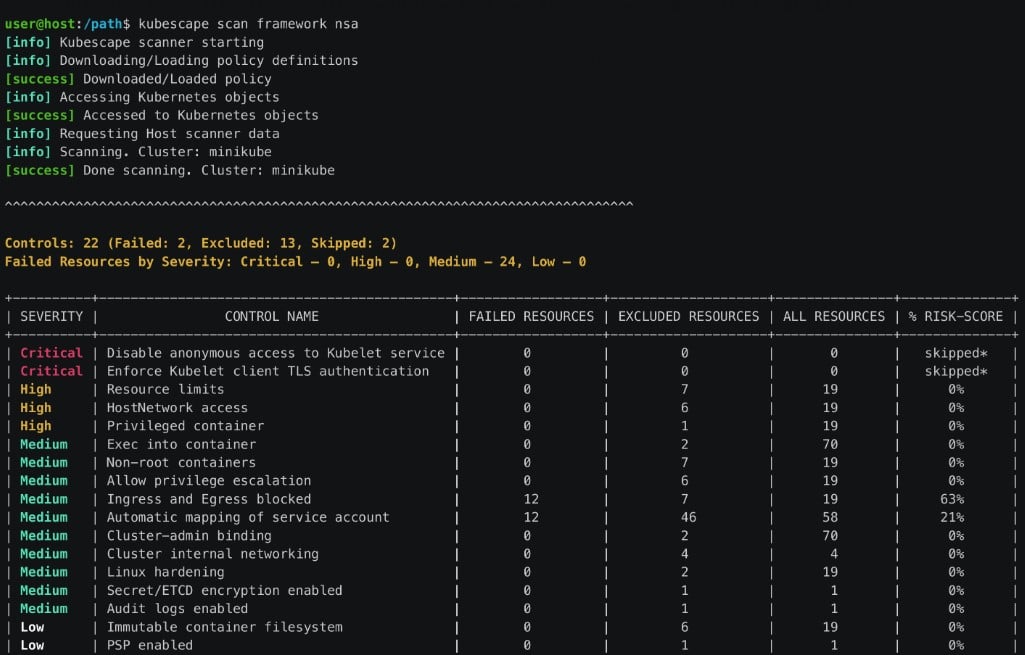 user@host:/path$ kubescape scan framework nsa
[info] Kubescape scanner starting
[info] Downloading/Loading policy definitions
[success] Downloaded/Loaded policy
[info] Accessing Kubernetes objects
[success] Accessed to Kubernetes objects
[info] Requesting Host scanner data
[info] Scanning. Cluster: minikube
[success] Done scanning. Cluster: minikube
^^^^^^^^^^^^^^^^^^^^^^^^^^^^^^^^^^^^^^^^^^^^^^^^^^^^^^^^^^^^^^^^^^^^^^^^^^^^^^^^
Controls: 22 (Failed: 2, Excluded: 13, Skipped: 2)
Failed Resources by Severity: Critical — 0, High — 0, Medium — 24, Low — 0
+----------+---------------------------------------------+------------------+--------------------+---------------+--------------+
| SEVERITY | CONTROL NAME | FAILED RESOURCES | EXCLUDED RESOURCES | ALL RESOURCES | % RISK-SCORE |
+----------+---------------------------------------------+------------------+--------------------+---------------+--------------+
| Critical | Disable anonymous access to Kubelet service | 0 | 0 | 0 | skipped* |
| Critical | Enforce Kubelet client TLS authentication | 0 | 0 | 0 | skipped* |
| High | Resource limits | 0 | 7 | 19 | 0% |
| High | HostNetwork access | 0 | 6 | 19 | 0% |
| High | Privileged container | 0 | 1 | 19 | 0% |
| Medium | Exec into container | 0 | 2 | 70 | 0% |
| Medium | Non-root containers | 0 | 7 | 19 | 0% |
| Medium | Allow privilege escalation | 0 | 6 | 19 | 0% |
| Medium | Ingress and Egress blocked | 12 | 7 | 19 | 63% |
| Medium | Automatic mapping of service account | 12 | 46 | 58 | 21% |
| Medium | Cluster-admin binding | 0 | 2 | 70 | 0% |
| Medium | Cluster internal networking | 0 | 4 | 4 | 0% |
| Medium | Linux hardening | 0 | 2 | 19 | 0% |
| Medium | Secret/ETCD encryption enabled | 0 | 1 | 1 | 0% |
| Medium | Audit logs enabled | 0 | 1 | 1 | 0% |
| Low | Immutable container filesystem | 0 | 6 | 19 | 0% |
| Low | PSP enabled | 0 | 1 | 1 | 0% |